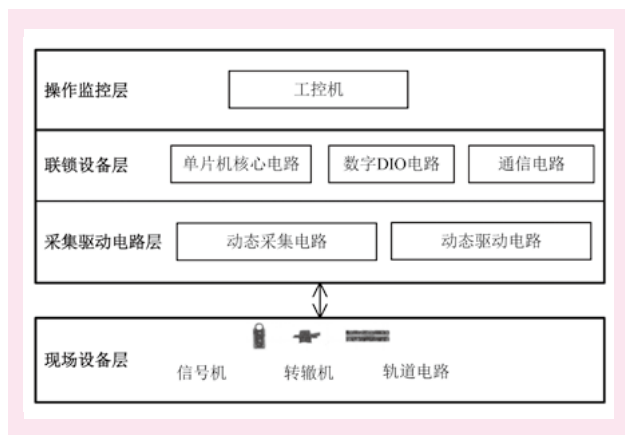 操作监控层 工控机
联锁设备层 单片机核心电路 数字DIO电路 通信电路
采集驱动电路层 动态采集电路 动态驱动电路
现场设备层 信号机 转辙机 轨道电路